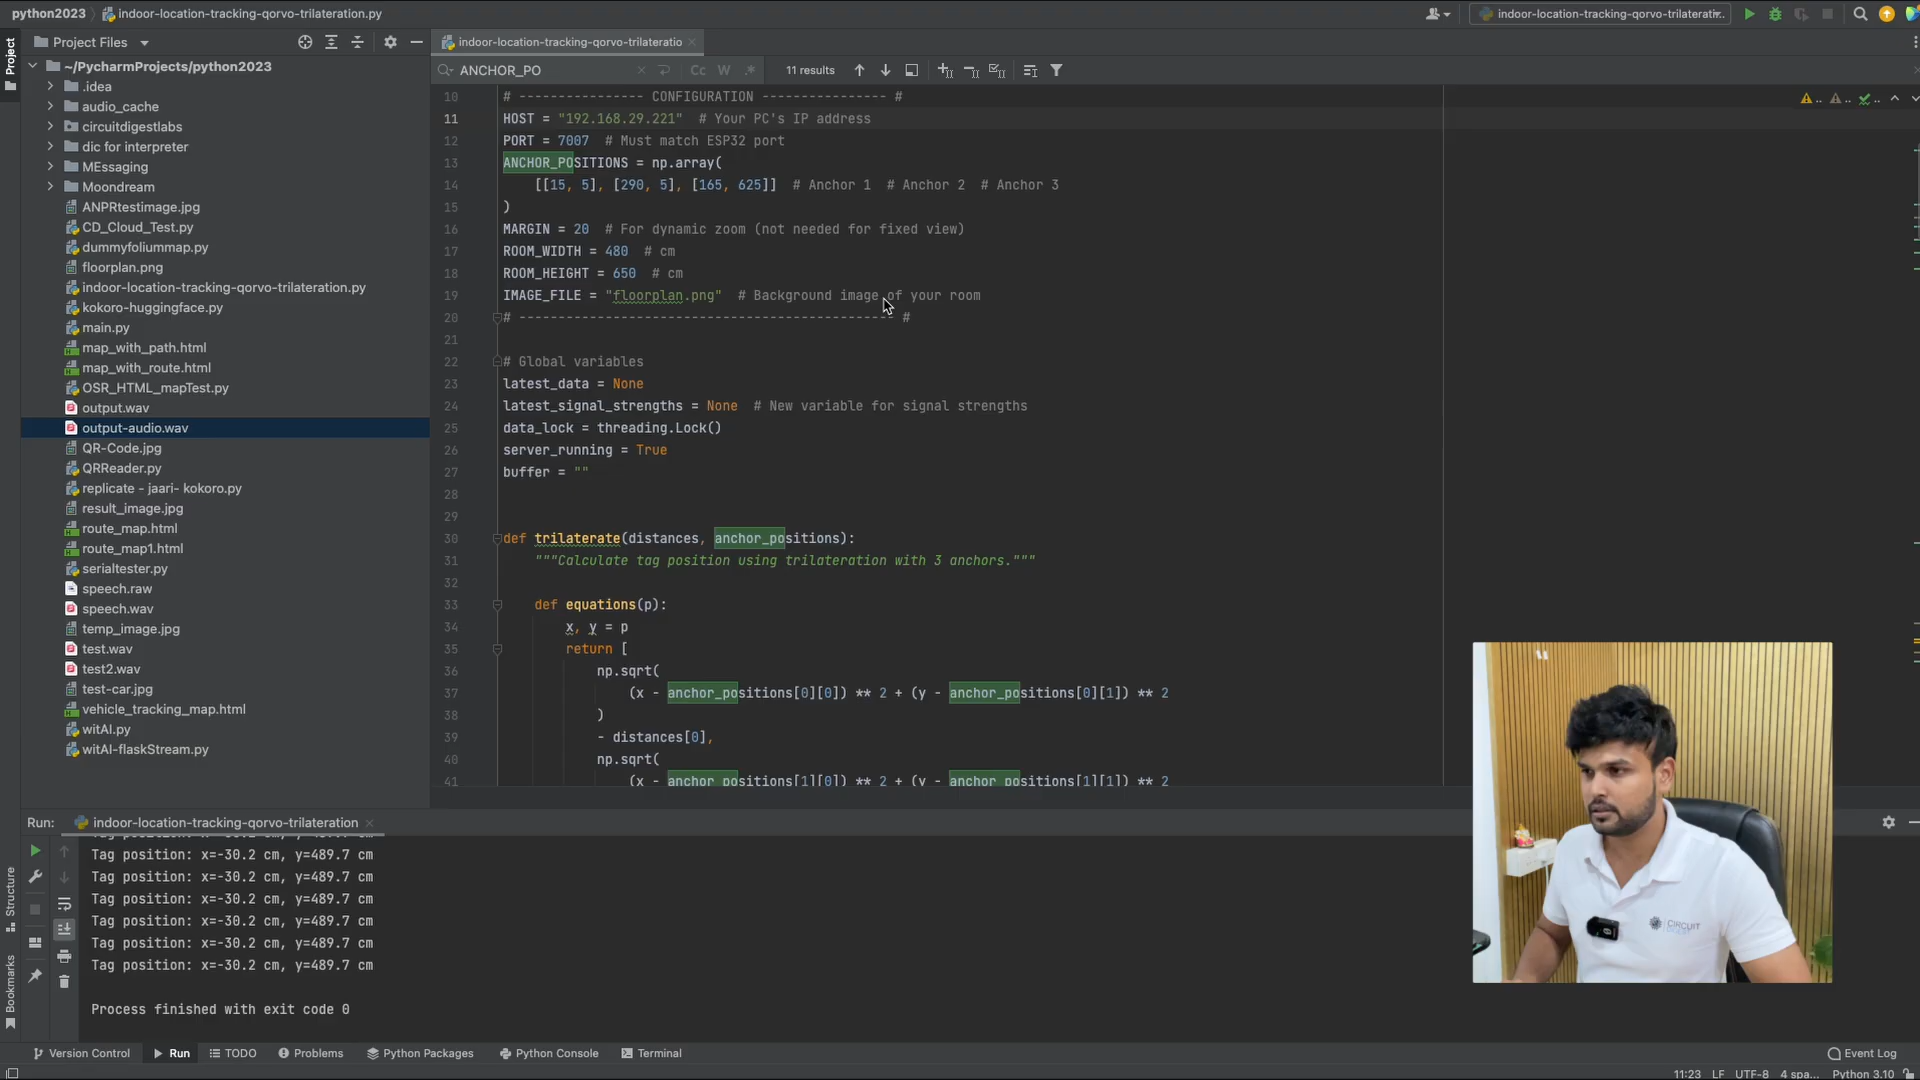 python2023 › indoor-location-tracking-qorvo-trilateration.py
indoor-location-tracking-qorvo-trilaterati..
Project
Project Files
indoor-location-tracking-qorvo-trilateratio
ANCHOR_PO
Cc
W
.*
11 results
~/PycharmProjects/python2023
.idea
audio_cache
circuitdigestlabs
dic for interpreter
MEssaging
Moondream
ANPRtestimage.jpg
CD_Cloud_Test.py
dummyfoliummap.py
floorplan.png
indoor-location-tracking-qorvo-trilateration.py
kokoro-huggingface.py
main.py
map_with_path.html
map_with_route.html
OSR_HTML_mapTest.py
output.wav
output-audio.wav
QR-Code.jpg
QRReader.py
replicate - jaari- kokoro.py
result_image.jpg
route_map.html
route_map1.html
serialtester.py
speech.raw
speech.wav
temp_image.jpg
test.wav
test2.wav
test-car.jpg
vehicle_tracking_map.html
witAI.py
witAI-flaskStream.py
10 # ---------------- CONFIGURATION ---------------- #
11 HOST = "192.168.29.221"  # Your PC's IP address
12 PORT = 7007  # Must match ESP32 port
13 ANCHOR_POSITIONS = np.array(
14     [[15, 5], [290, 5], [165, 625]]  # Anchor 1  # Anchor 2  # Anchor 3
15 )
16 MARGIN = 20  # For dynamic zoom (not needed for fixed view)
17 ROOM_WIDTH = 480  # cm
18 ROOM_HEIGHT = 650  # cm
19 IMAGE_FILE = "floorplan.png"  # Background image of your room
20 # ------------------------------------------------ #
21
22 # Global variables
23 latest_data = None
24 latest_signal_strengths = None  # New variable for signal strengths
25 data_lock = threading.Lock()
26 server_running = True
27 buffer = ""
28
29
30 def trilaterate(distances, anchor_positions):
31     """Calculate tag position using trilateration with 3 anchors."""
32
33     def equations(p):
34         x, y = p
35         return [
36             np.sqrt(
37                 (x - anchor_positions[0][0]) ** 2 + (y - anchor_positions[0][1]) ** 2
38             )
39             - distances[0],
40             np.sqrt(
41                 (x - anchor_positions[1][0]) ** 2 + (y - anchor_positions[1][1]) ** 2
CIRCUIT
Run: indoor-location-tracking-qorvo-trilateration
Tag position: x=-30.2 cm, y=489.7 cm
Tag position: x=-30.2 cm, y=489.7 cm
Tag position: x=-30.2 cm, y=489.7 cm
Tag position: x=-30.2 cm, y=489.7 cm
Tag position: x=-30.2 cm, y=489.7 cm
Tag position: x=-30.2 cm, y=489.7 cm
Process finished with exit code 0
Structure
Bookmarks
Version Control
Run
TODO
Problems
Python Packages
Python Console
Terminal
Event Log
11:23 LF UTF-8 4 spa... Python 3.10